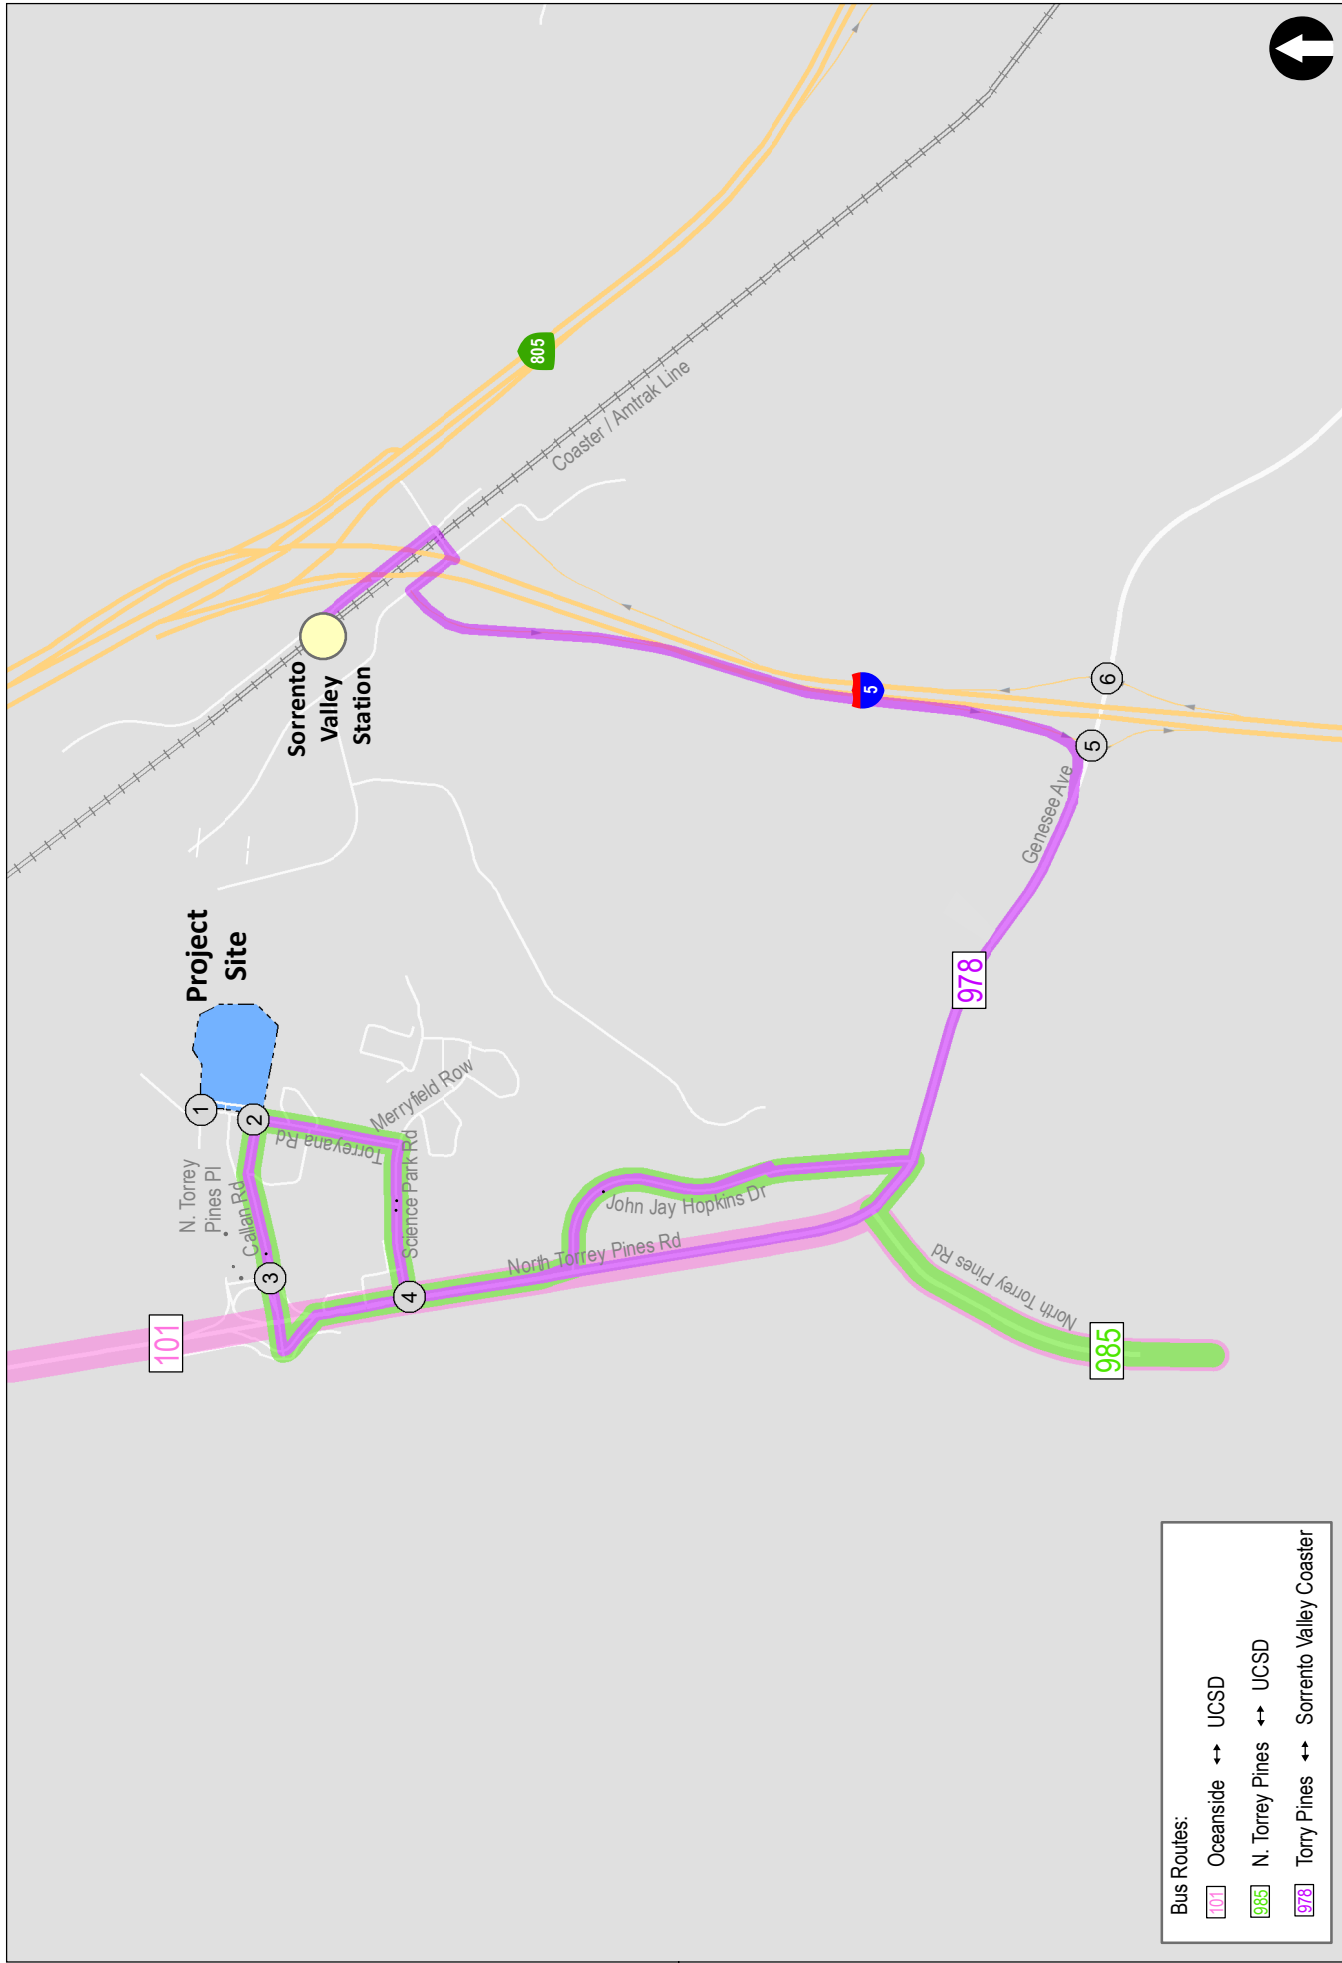 805
Coaster / Amtrak Line
Sorrento
Valley
Station
5
6
5
Genesee Ave
Project
Site
978
1
2
N. Torrey
Pines Pl
Callan Rd
Torreyana Rd
Merryfield Row
Science Park Rd
3
4
John Jay Hopkins Dr
North Torrey Pines Rd
101
North Torrey Pines Rd
985
Bus Routes:
101 Oceanside ↔ UCSD
985 N. Torrey Pines ↔ UCSD
978 Torry Pines ↔ Sorrento Valley Coaster